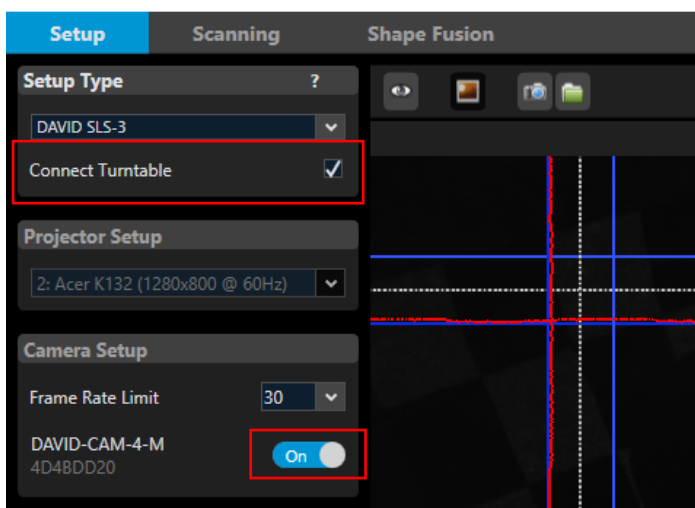 Setup Scanning Shape Fusion
Setup Type ?
DAVID SLS-3
Connect Turntable
Projector Setup
2: Acer K132 (1280x800 @ 60Hz)
Camera Setup
Frame Rate Limit 30
DAVID-CAM-4-M On
4D4BDD20